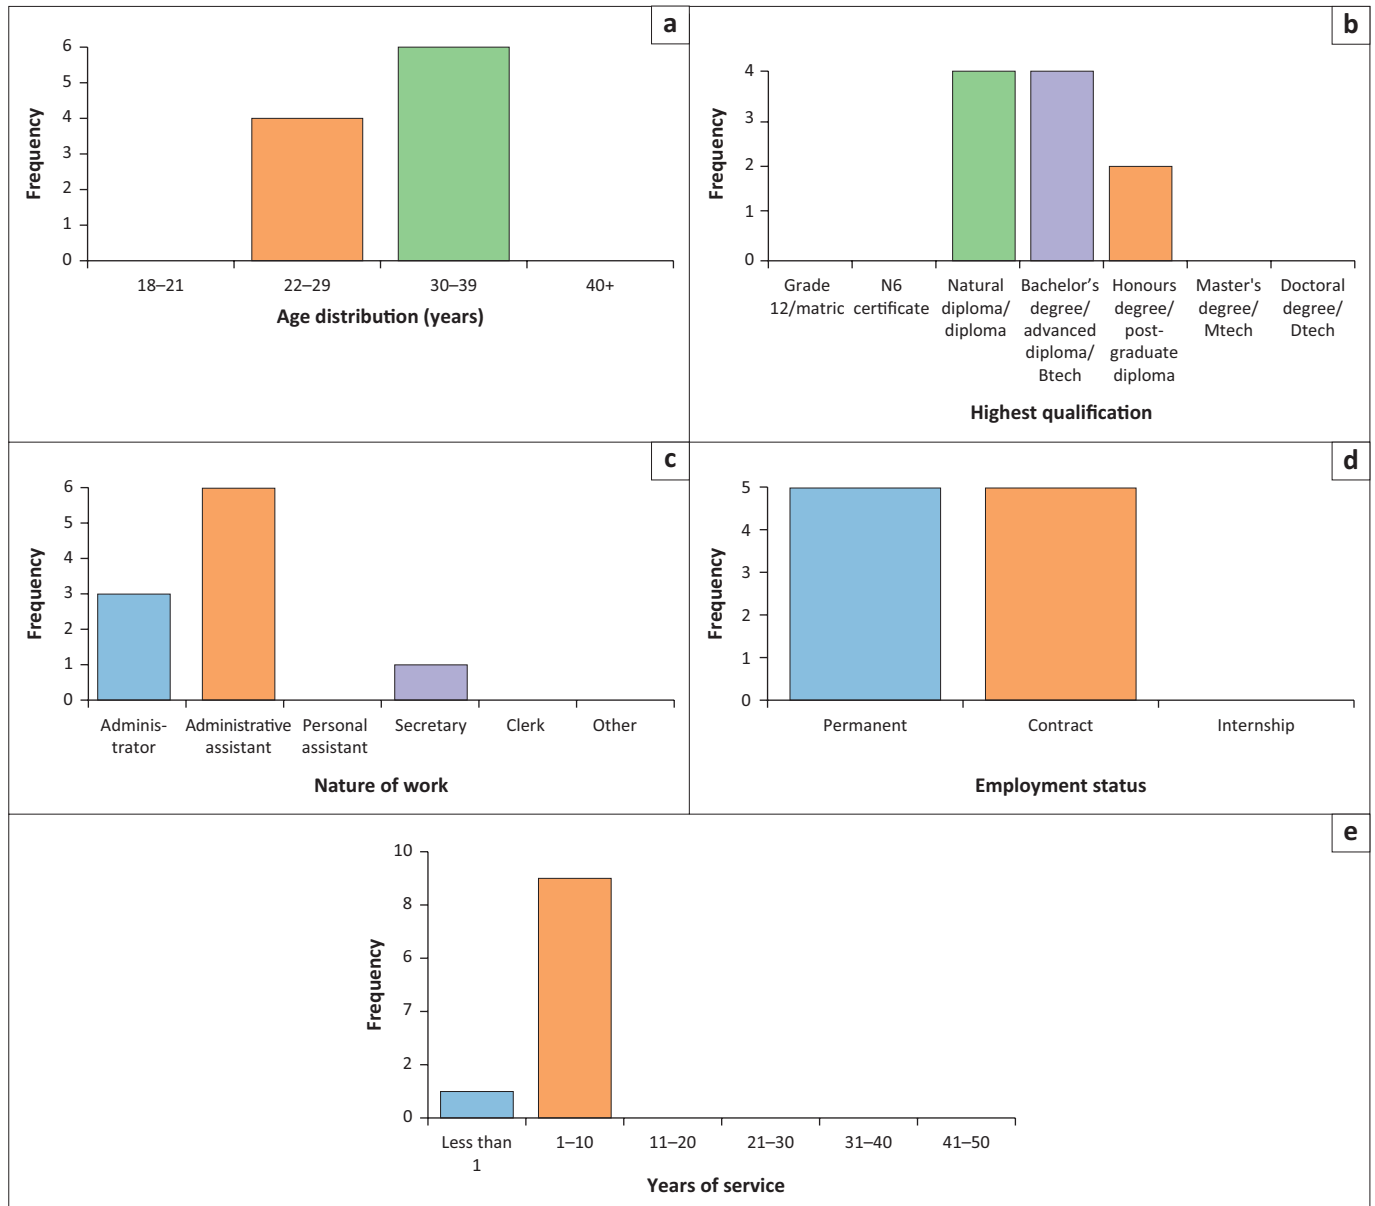 a
6
5
4
3
2
1
0
Frequency
18–21 22–29 30–39 40+
Age distribution (years)
b
4
3
2
1
0
Frequency
Grade 12/matric
N6 certificate
Natural diploma/ diploma
Bachelor’s degree/ advanced diploma/ Btech
Honours degree/ post- graduate diploma
Master's degree/ Mtech
Doctoral degree/ Dtech
Highest qualification
c
6
5
4
3
2
1
0
Frequency
Adminis- trator
Administrative assistant
Personal assistant
Secretary
Clerk
Other
Nature of work
d
5
4
3
2
1
0
Frequency
Permanent Contract Internship
Employment status
e
10
8
6
7
2
0
Frequency
Less than 1
1–10 11–20 21–30 31–40 41–50
Years of service